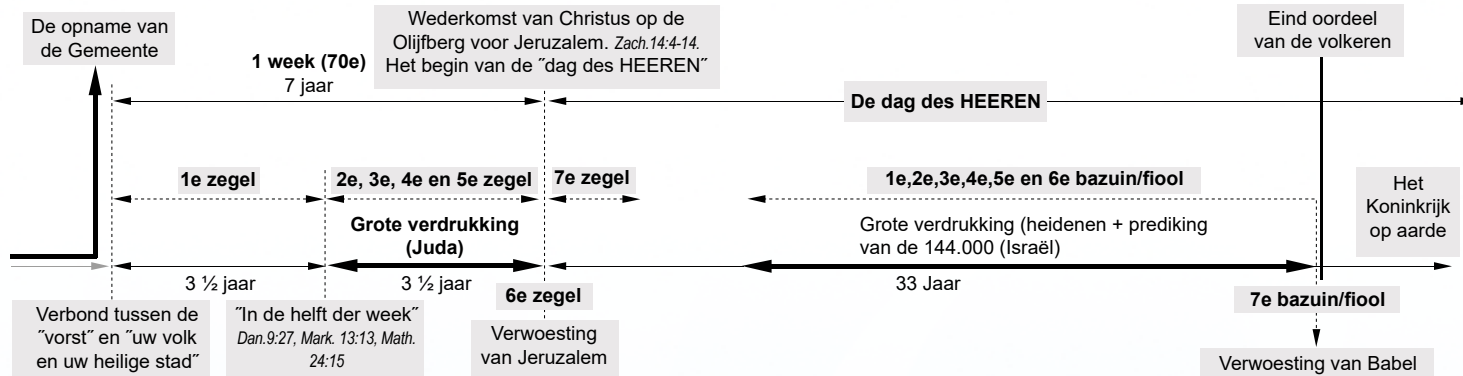 De opname van
de Gemeente
1 week (70e)
7 jaar
Wederkomst van Christus op de
Olijfberg voor Jeruzalem. Zach.14:4-14.
Het begin van de ˝dag des HEEREN˝
Eind oordeel
van de volkeren
De dag des HEEREN
1e zegel
2e, 3e, 4e en 5e zegel
7e zegel
1e,2e,3e,4e,5e en 6e bazuin/fiool
Het
Koninkrijk
op aarde
Grote verdrukking
(Juda)
Grote verdrukking (heidenen + prediking
van de 144.000 (Israël)
3 ½ jaar
3 ½ jaar
33 Jaar
6e zegel
7e bazuin/fiool
Verbond tussen de
˝vorst˝ en ˝uw volk
en uw heilige stad˝
˝In de helft der week˝
Dan.9:27, Mark. 13:13, Math.
24:15
Verwoesting
van Jeruzalem
Verwoesting van Babel